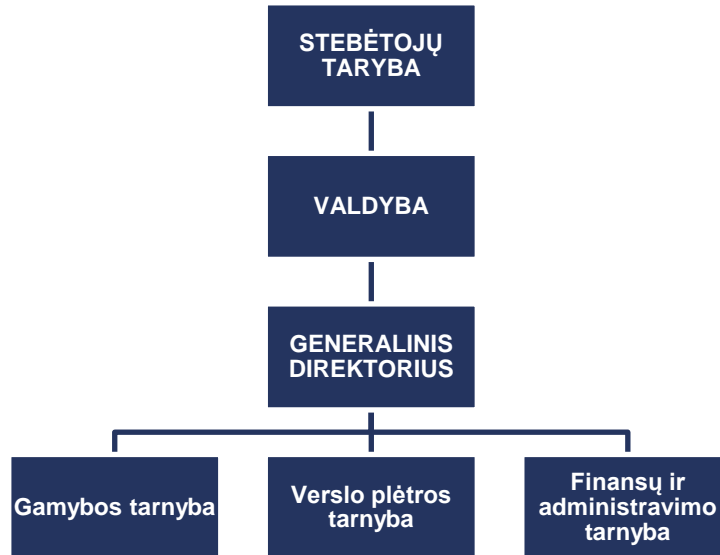 STEBĖTOJŲ
TARYBA
VALDYBA
GENERALINIS
DIREKTORIUS
Gamybos tarnyba
Verslo plėtros
tarnyba
Finansų ir
administravimo
tarnyba